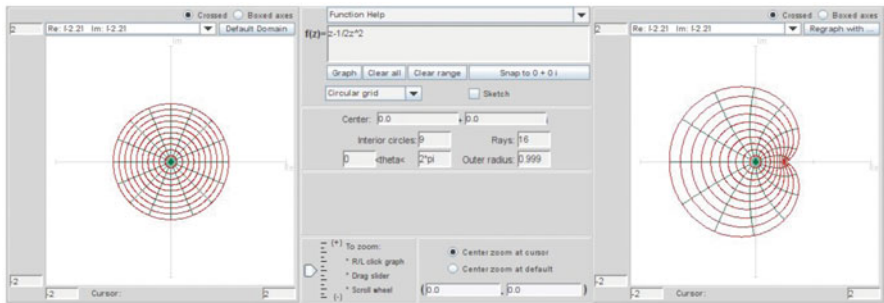 Crossed Boxed axes
2
Re: [-2.2] Im: [-2.2]
Default Domain
Im
Re
-2
-2
Cursor:
2
Function Help
f(z)= z-1/2z^2
Graph Clear all Clear range Snap to 0 + 0 i
Circular grid
Sketch
Center: 0.0 + 0.0 i
Interior circles: 9 Rays: 16
0 <theta< 2*pi Outer radius: 0.999
(+) To zoom:
* R/L click graph
* Drag slider
* Scroll wheel
(-)
Center zoom at cursor
Center zoom at default
(0.0 , 0.0 )
Crossed Boxed axes
2
Re: [-2.2] Im: [-2.2]
Regraph with ...
Im
Re
-2
-2
Cursor:
2